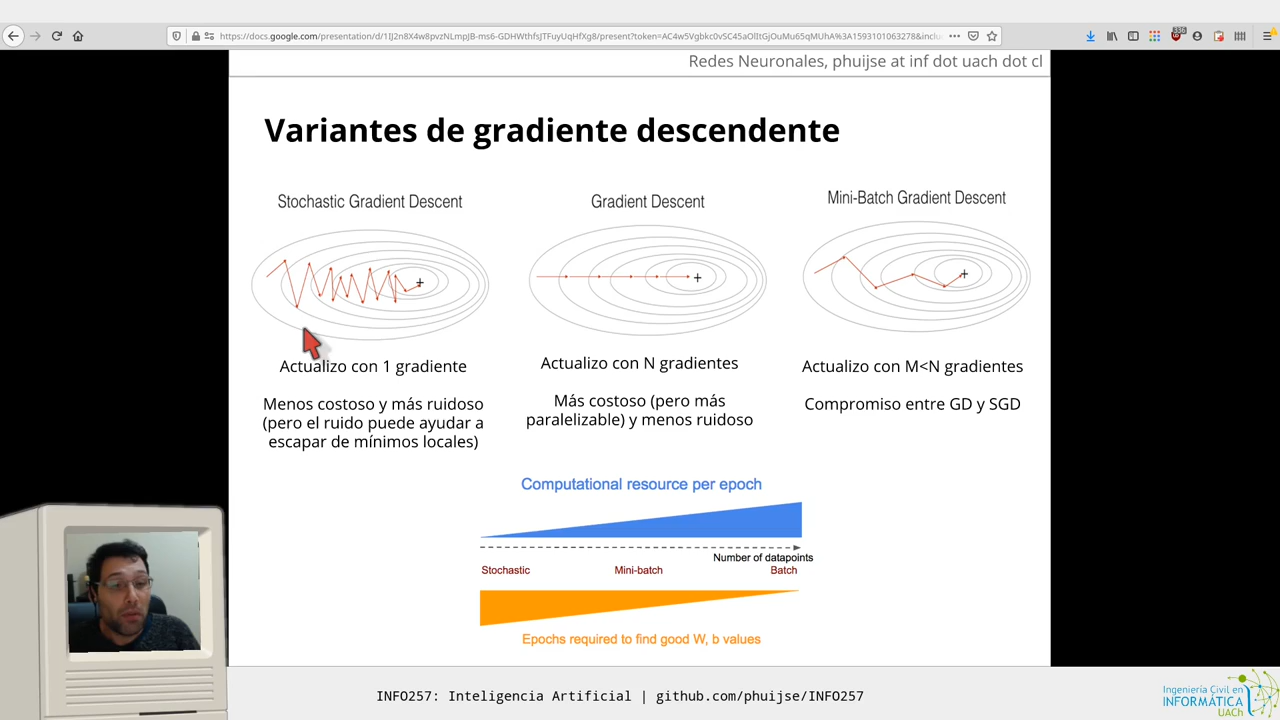 Redes Neuronales, phuijse at inf dot uach dot cl
Variantes de gradiente descendente
Stochastic Gradient Descent
Gradient Descent
Mini-Batch Gradient Descent
Actualizo con 1 gradiente
Menos costoso y más ruidoso
(pero el ruido puede ayudar a
escapar de mínimos locales)
Actualizo con N gradientes
Más costoso (pero más
paralelizable) y menos ruidoso
Actualizo con M<N gradientes
Compromiso entre GD y SGD
Computational resource per epoch
Number of datapoints
Stochastic
Mini-batch
Batch
Epochs required to find good W, b values
INFO257: Inteligencia Artificial | github.com/phuijse/INFO257
Ingeniería Civil en
INFORMÁTICA
UACh